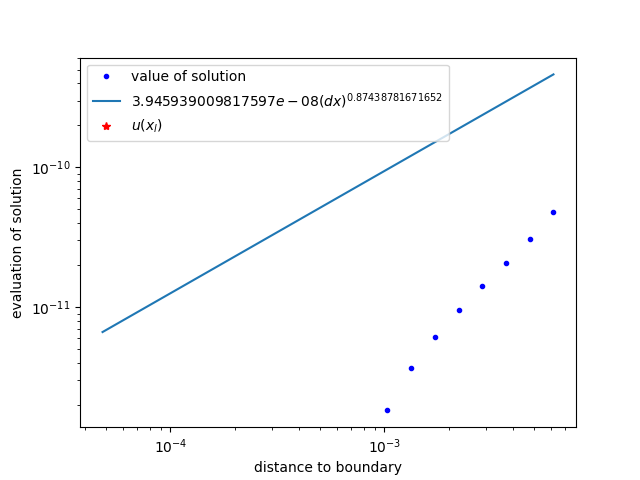 value of solution
3.945939009817597e − 08(dx)^0.87438781671652
u(x_l)
10^−10
10^−11
evaluation of solution
10^−4
10^−3
distance to boundary